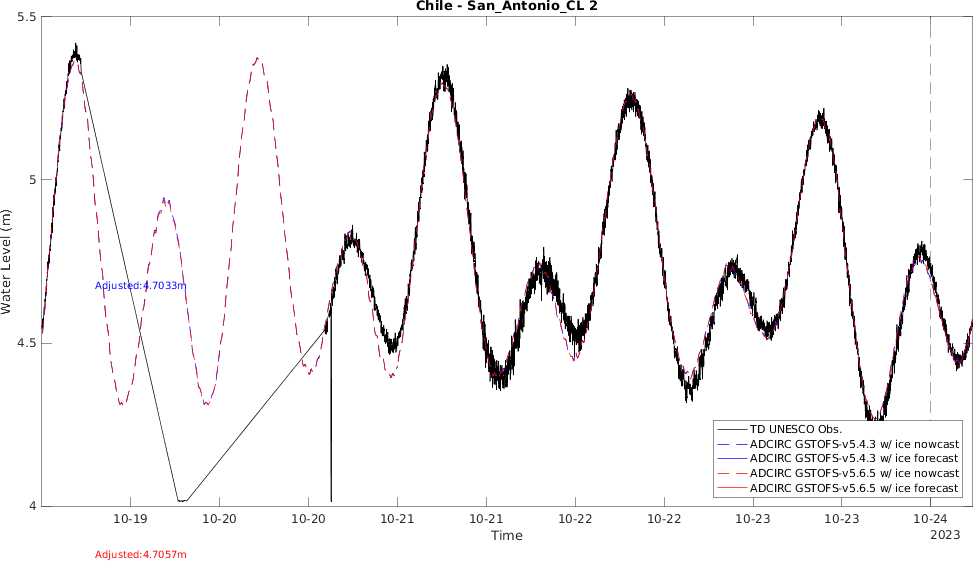 Chile - San_Antonio_CL 2
5.5
5
4.5
4
Water Level (m)
Adjusted:4.7033m
TD UNESCO Obs.
ADCIRC GSTOFS-v5.4.3 w/ ice nowcast
ADCIRC GSTOFS-v5.4.3 w/ ice forecast
ADCIRC GSTOFS-v5.6.5 w/ ice nowcast
ADCIRC GSTOFS-v5.6.5 w/ ice forecast
10-19 10-20 10-20 10-21 10-21 10-22 10-22 10-23 10-23 10-24
2023
Time
Adjusted:4.7057m